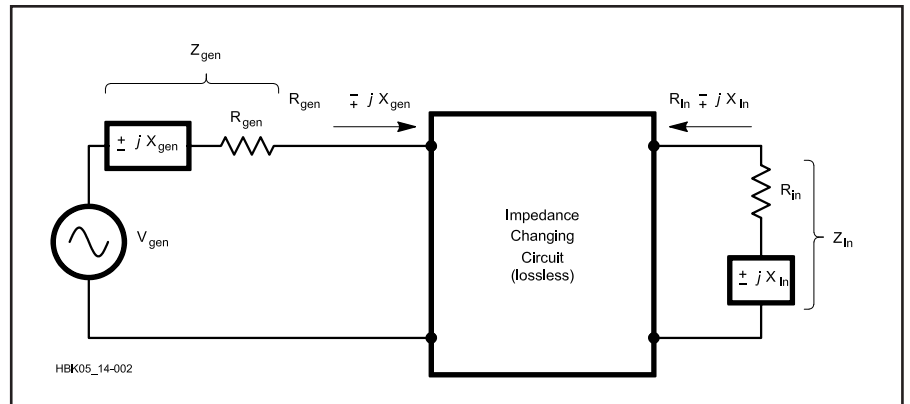 Z gen
R gen
∓ j X gen
R In ∓ j X In
R gen
± j X gen
V gen
Impedance
Changing
Circuit
(lossless)
R in
± j X In
Z In
HBK05_14-002